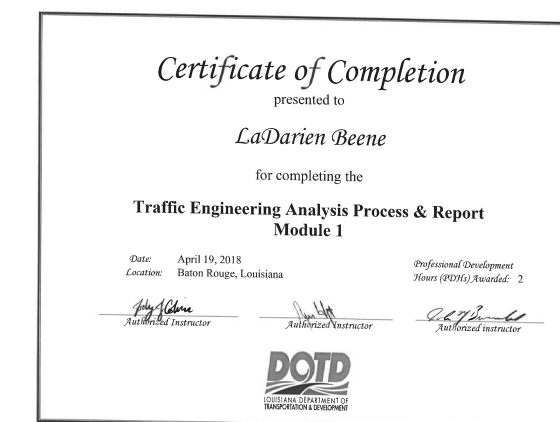 Certificate of Completion
presented to
LaDarien Beene
for completing the
Traffic Engineering Analysis Process & Report
Module 1
Date: April 19, 2018
Location: Baton Rouge, Louisiana
Professional Development
Hours (PDHs) Awarded: 2
Authorized Instructor
Authorized Instructor
Authorized instructor
DOTD
LOUISIANA DEPARTMENT OF
TRANSPORTATION & DEVELOPMENT